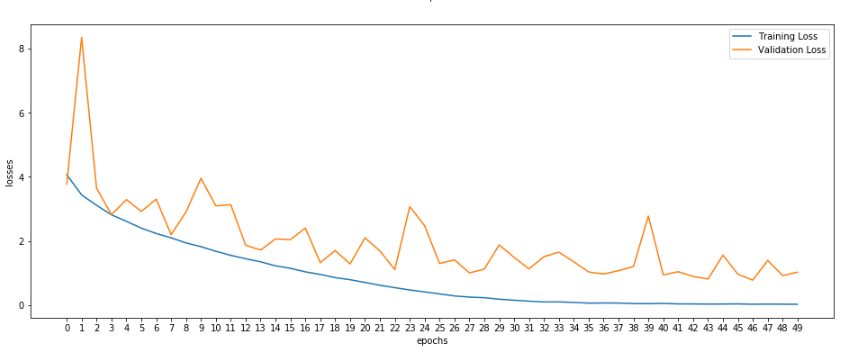 Training Loss
Validation Loss
8
6
4
2
0
losses
0 1 2 3 4 5 6 7 8 9 10 11 12 13 14 15 16 17 18 19 20 21 22 23 24 25 26 27 28 29 30 31 32 33 34 35 36 37 38 39 40 41 42 43 44 45 46 47 48 49
epochs